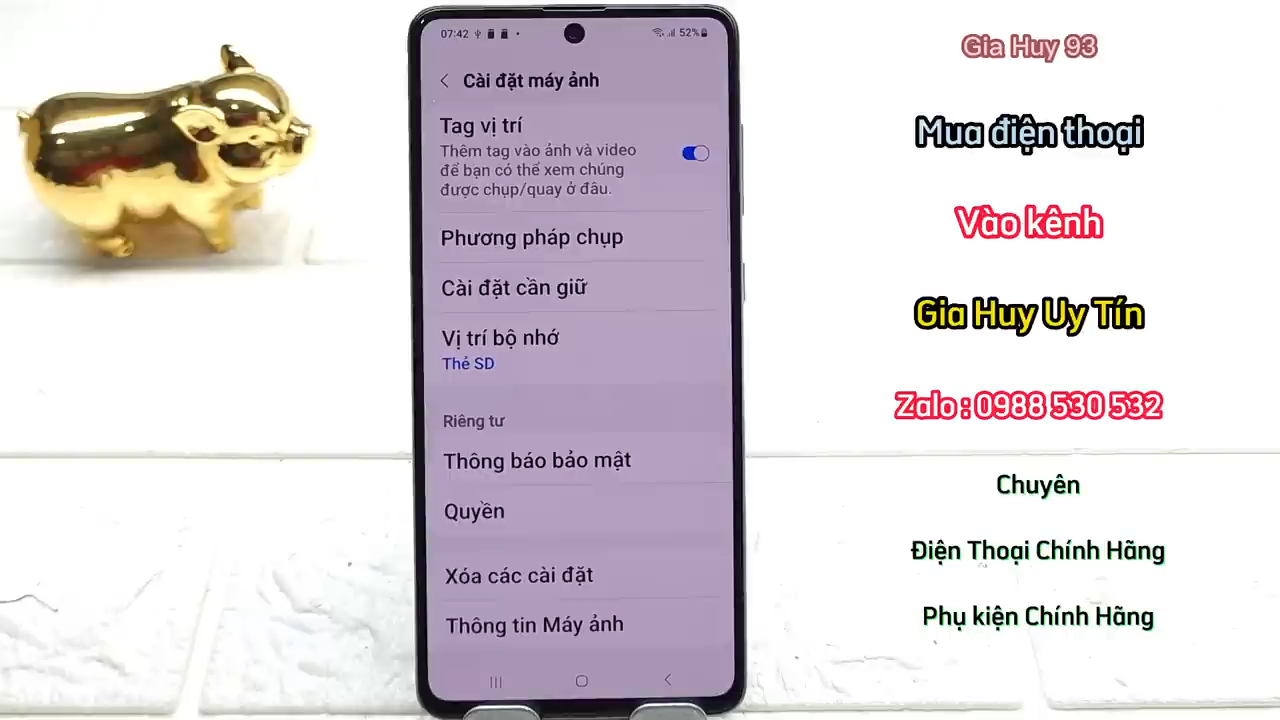 07:42
52%
Cài đặt máy ảnh
Tag vị trí
Thêm tag vào ảnh và video
để bạn có thể xem chúng
được chụp/quay ở đâu.
Phương pháp chụp
Cài đặt cần giữ
Vị trí bộ nhớ
Thẻ SD
Riêng tư
Thông báo bảo mật
Quyền
Xóa các cài đặt
Thông tin Máy ảnh
Gia Huy 93
Mua điện thoại
Vào kênh
Gia Huy Uy Tín
Zalo : 0988 530 532
Chuyên
Điện Thoại Chính Hãng
Phụ kiện Chính Hãng